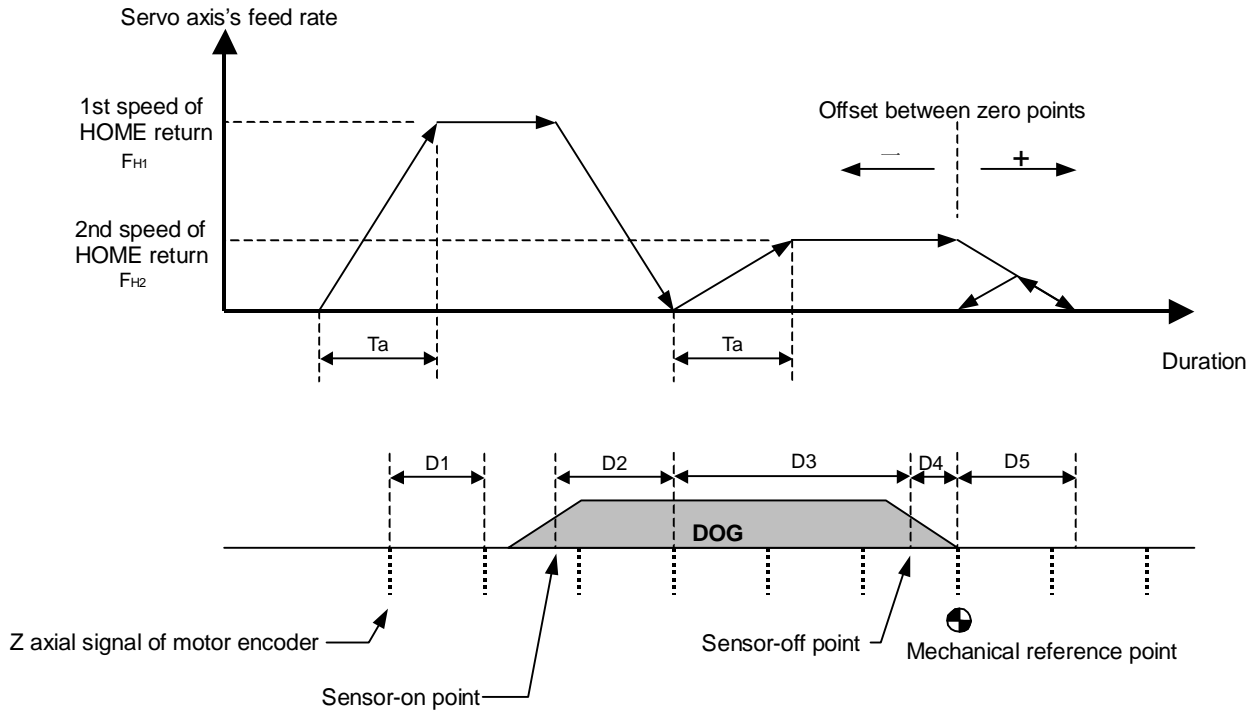 Servo axis's feed rate
1st speed of
HOME return
FH1
Offset between zero points
— +
2nd speed of
HOME return
FH2
Ta Ta
Duration
D1 D2 D3 D4 D5
DOG
Z axial signal of motor encoder
Sensor-off point
Mechanical reference point
Sensor-on point